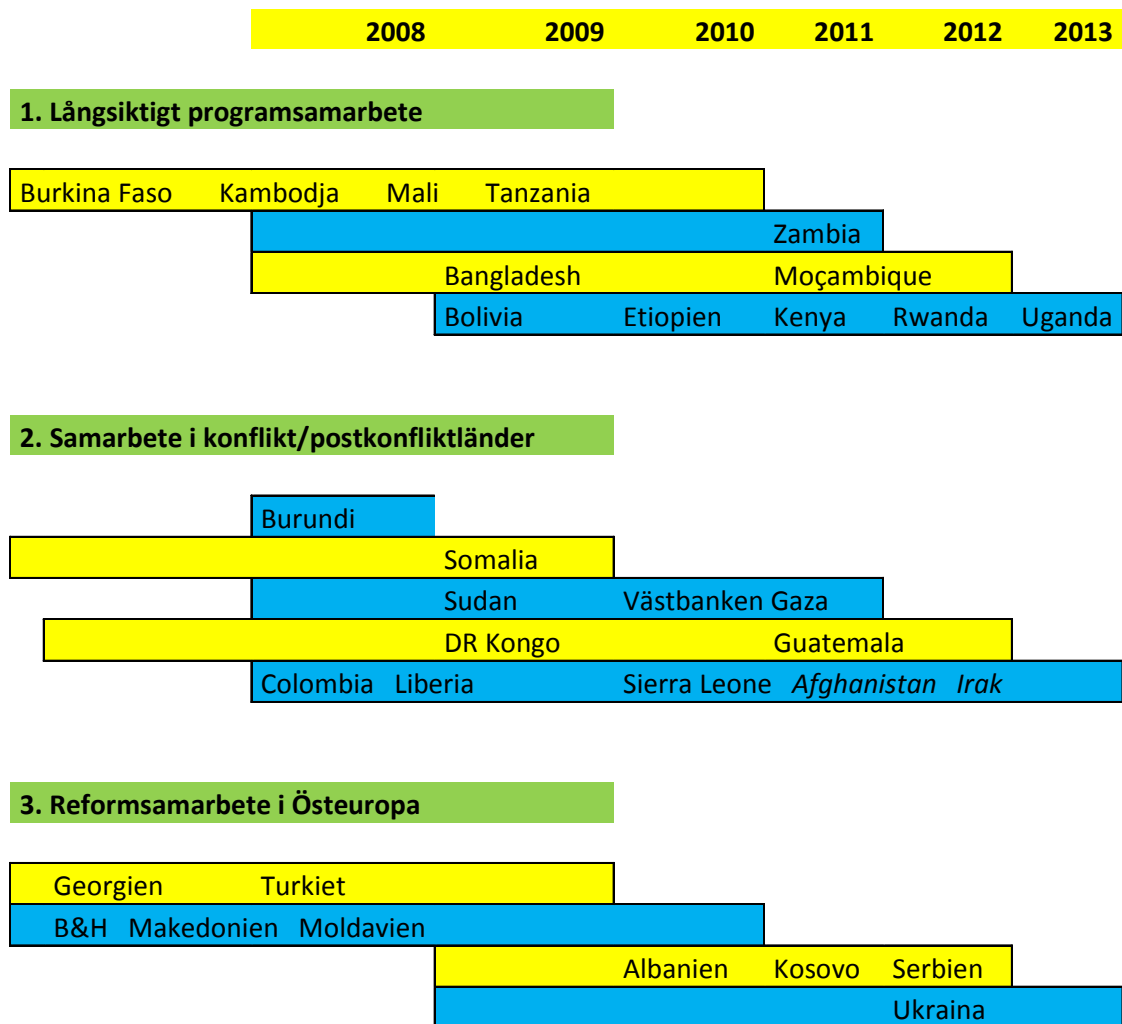 2008 2009 2010 2011 2012 2013
1. Långsiktigt programsamarbete
Burkina Faso Kambodja Mali Tanzania
Zambia
Bangladesh Moçambique
Bolivia Etiopien Kenya Rwanda Uganda
2. Samarbete i konflikt/postkonfliktländer
Burundi
Somalia
Sudan Västbanken Gaza
DR Kongo Guatemala
Colombia Liberia Sierra Leone Afghanistan Irak
3. Reformsamarbete i Östeuropa
Georgien Turkiet
B&H Makedonien Moldavien
Albanien Kosovo Serbien
Ukraina